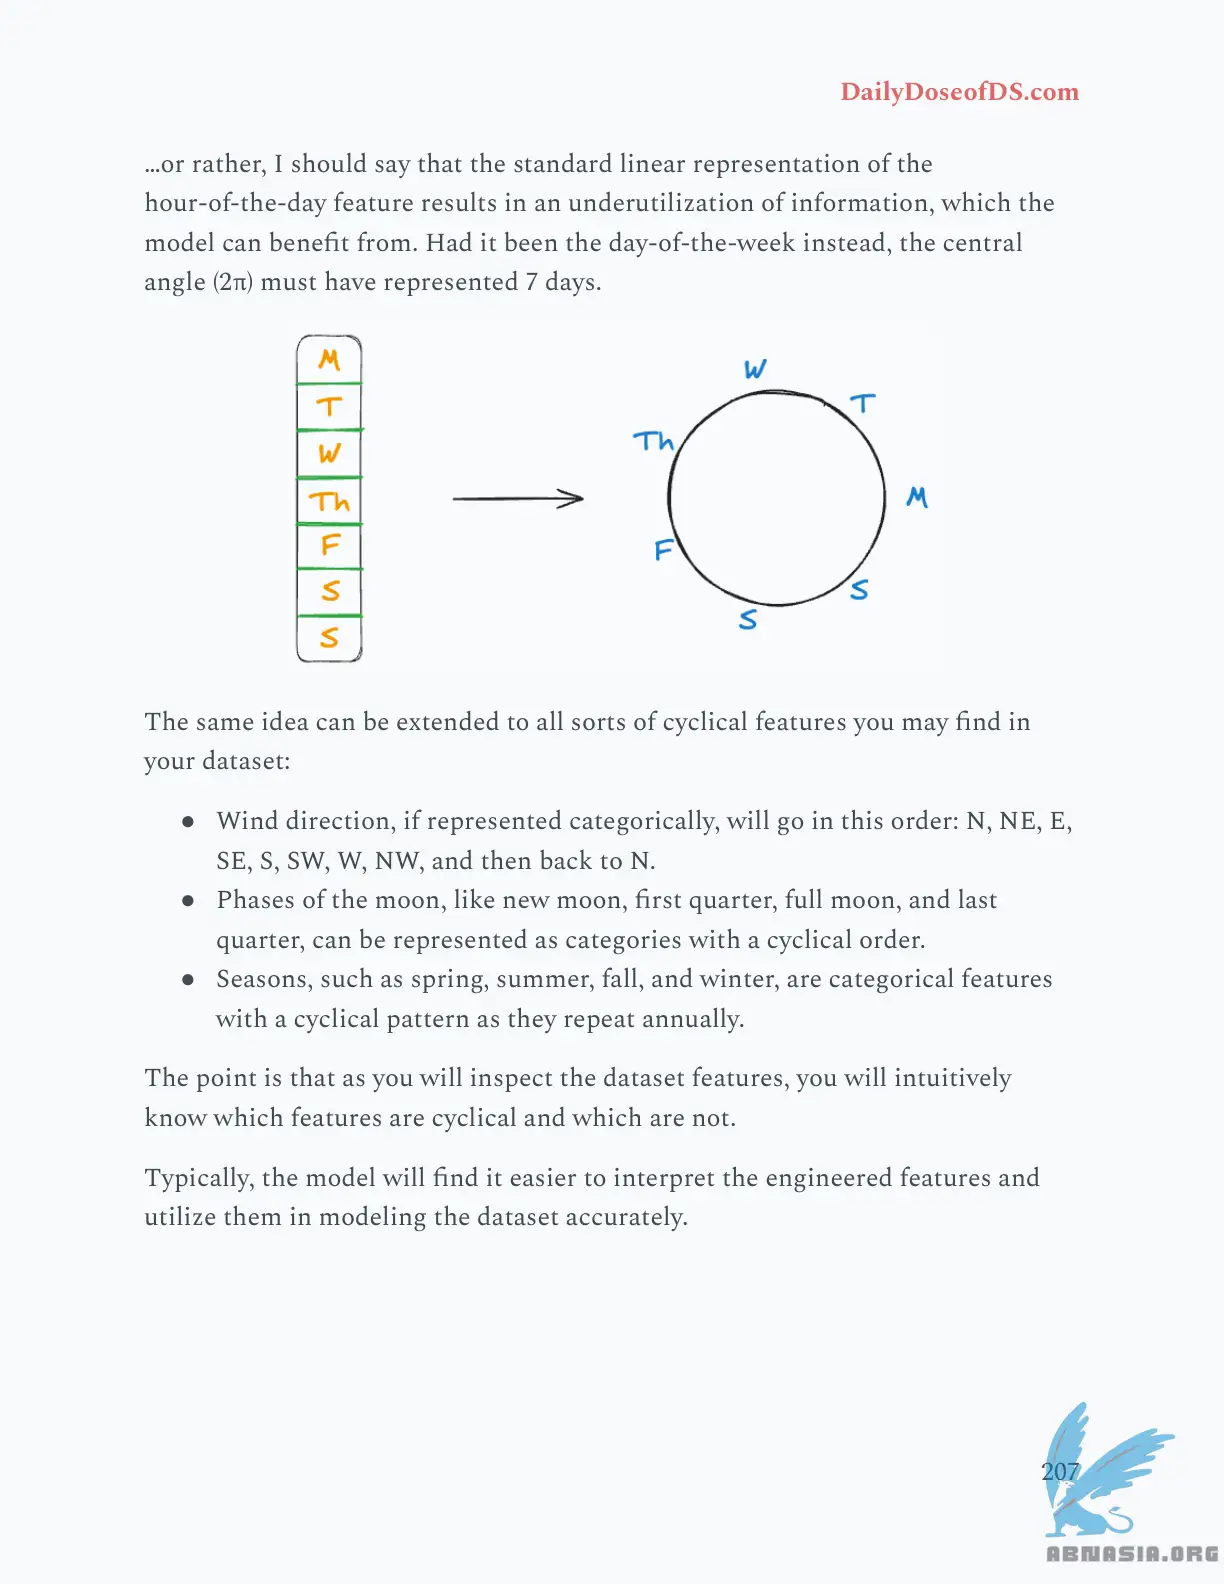 DailyDoseofDS.com
…or rather, I should say that the standard linear representation of the
hour-of-the-day feature results in an underutilization of information, which the
model can benefit from. Had it been the day-of-the-week instead, the central
angle (2π) must have represented 7 days.
M
T
W
Th
F
S
S
W
T
Th
M
F
S
S
The same idea can be extended to all sorts of cyclical features you may find in
your dataset:
● Wind direction, if represented categorically, will go in this order: N, NE, E,
SE, S, SW, W, NW, and then back to N.
● Phases of the moon, like new moon, first quarter, full moon, and last
quarter, can be represented as categories with a cyclical order.
● Seasons, such as spring, summer, fall, and winter, are categorical features
with a cyclical pattern as they repeat annually.
The point is that as you will inspect the dataset features, you will intuitively
know which features are cyclical and which are not.
Typically, the model will find it easier to interpret the engineered features and
utilize them in modeling the dataset accurately.
207
ABNASIA.ORG